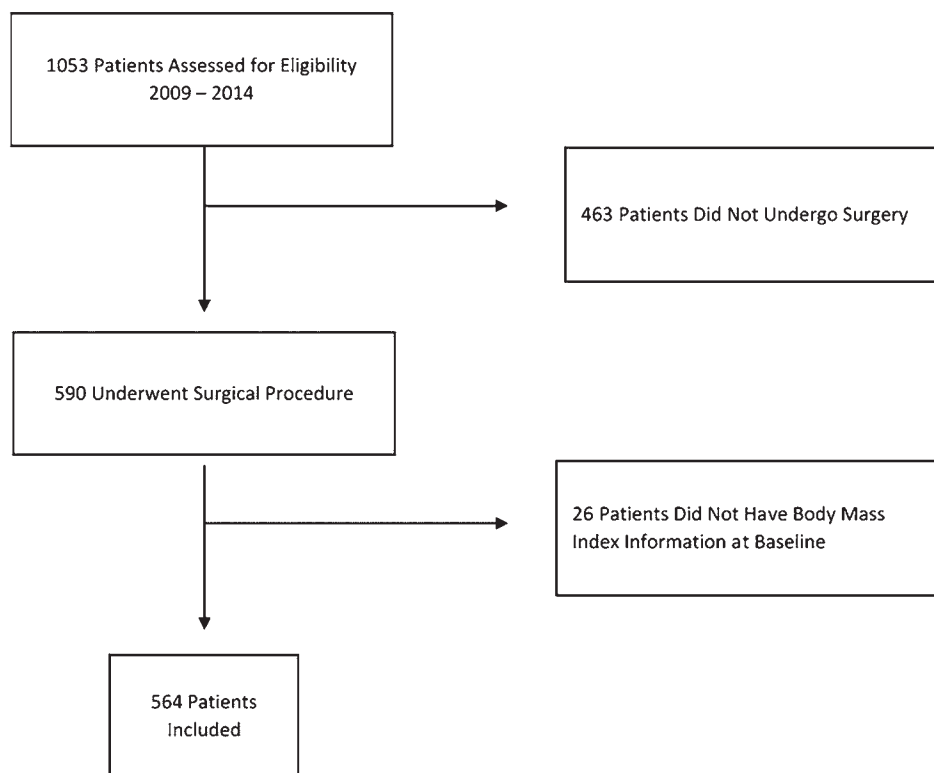 1053 Patients Assessed for Eligibility
2009 – 2014
463 Patients Did Not Undergo Surgery
590 Underwent Surgical Procedure
26 Patients Did Not Have Body Mass
Index Information at Baseline
564 Patients
Included